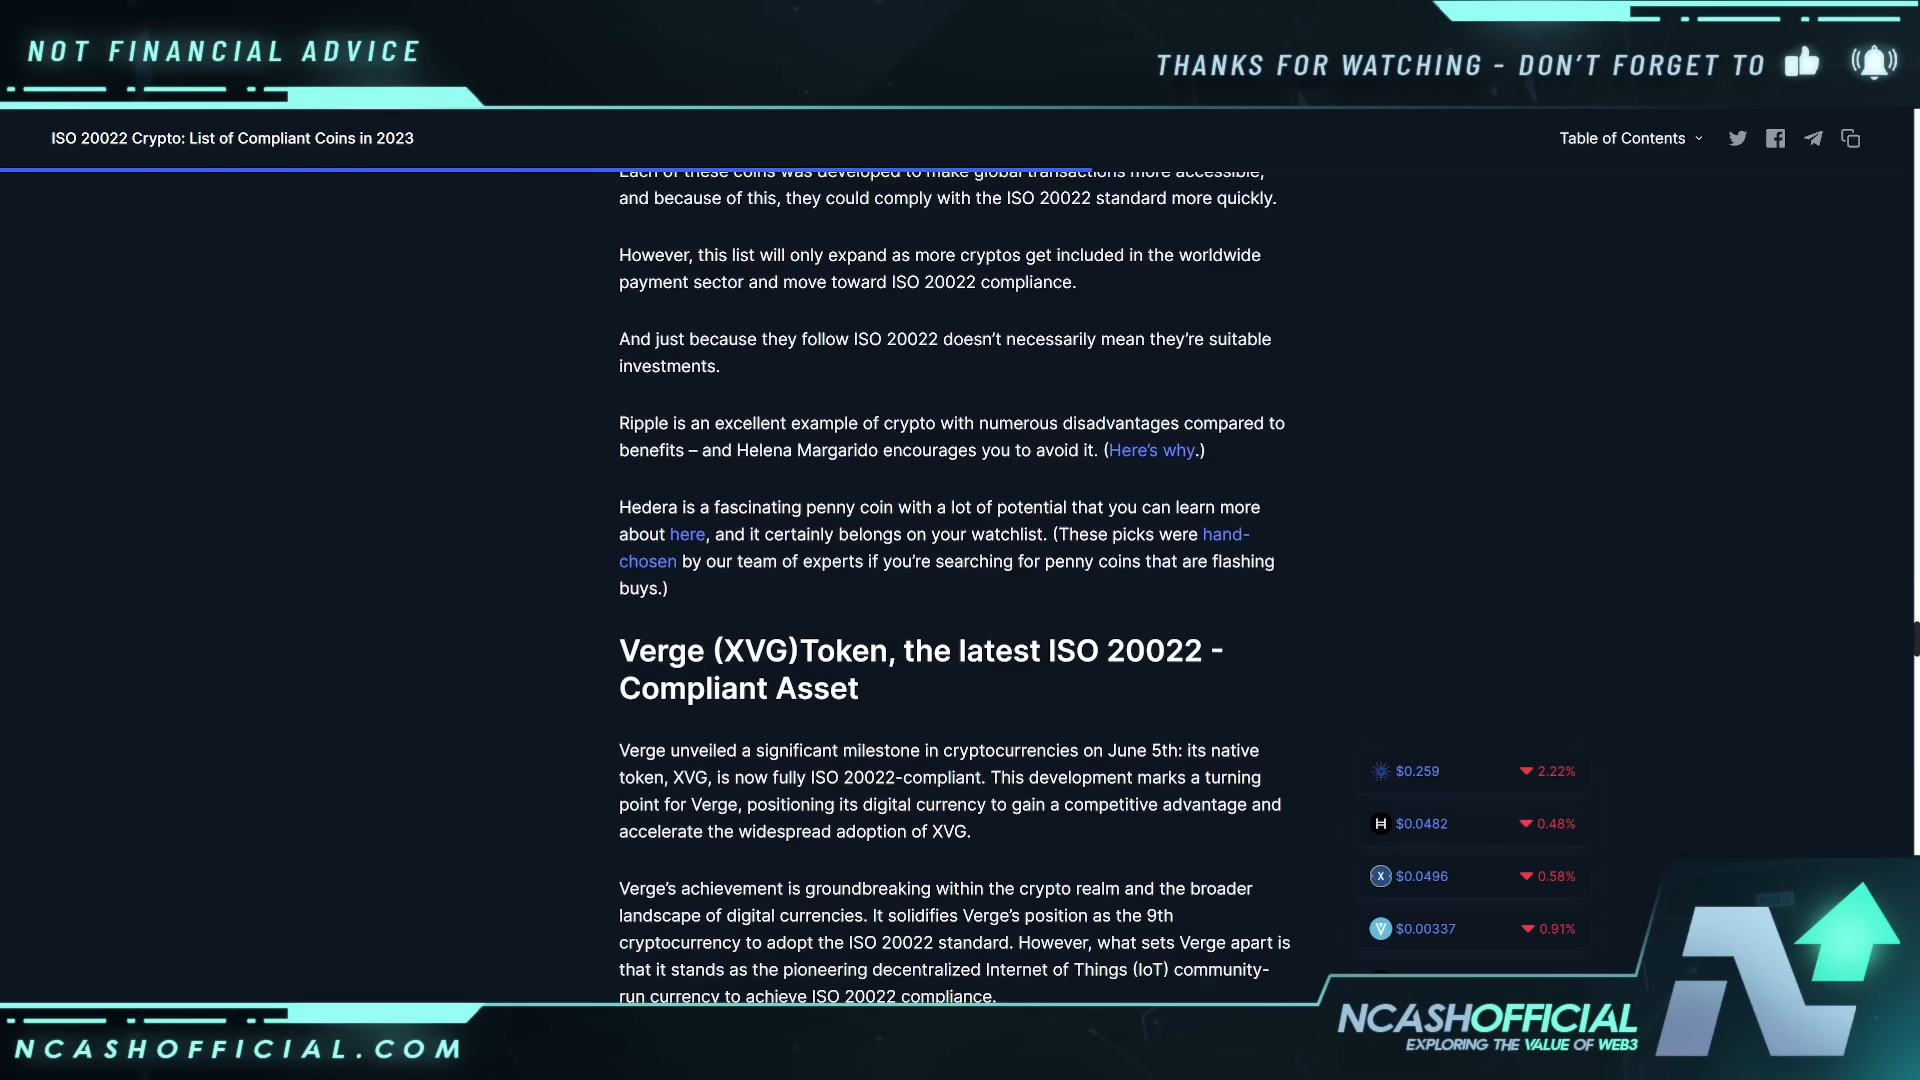 NOT FINANCIAL ADVICE
THANKS FOR WATCHING - DON'T FORGET TO
ISO 20022 Crypto: List of Compliant Coins in 2023
Table of Contents
Each of these coins was developed to make global transactions more accessible,
and because of this, they could comply with the ISO 20022 standard more quickly.
However, this list will only expand as more cryptos get included in the worldwide
payment sector and move toward ISO 20022 compliance.
And just because they follow ISO 20022 doesn’t necessarily mean they’re suitable
investments.
Ripple is an excellent example of crypto with numerous disadvantages compared to
benefits – and Helena Margarido encourages you to avoid it. (Here’s why.)
Hedera is a fascinating penny coin with a lot of potential that you can learn more
about here, and it certainly belongs on your watchlist. (These picks were hand-
chosen by our team of experts if you’re searching for penny coins that are flashing
buys.)
Verge (XVG)Token, the latest ISO 20022 -
Compliant Asset
Verge unveiled a significant milestone in cryptocurrencies on June 5th: its native
token, XVG, is now fully ISO 20022-compliant. This development marks a turning
point for Verge, positioning its digital currency to gain a competitive advantage and
accelerate the widespread adoption of XVG.
Verge’s achievement is groundbreaking within the crypto realm and the broader
landscape of digital currencies. It solidifies Verge’s position as the 9th
cryptocurrency to adopt the ISO 20022 standard. However, what sets Verge apart is
that it stands as the pioneering decentralized Internet of Things (IoT) community-
run currency to achieve ISO 20022 compliance.
$0.259 2.22%
$0.0482 0.48%
$0.0496 0.58%
$0.00337 0.91%
NCASHOFFICIAL.COM
NCASHOFFICIAL
EXPLORING THE VALUE OF WEB3